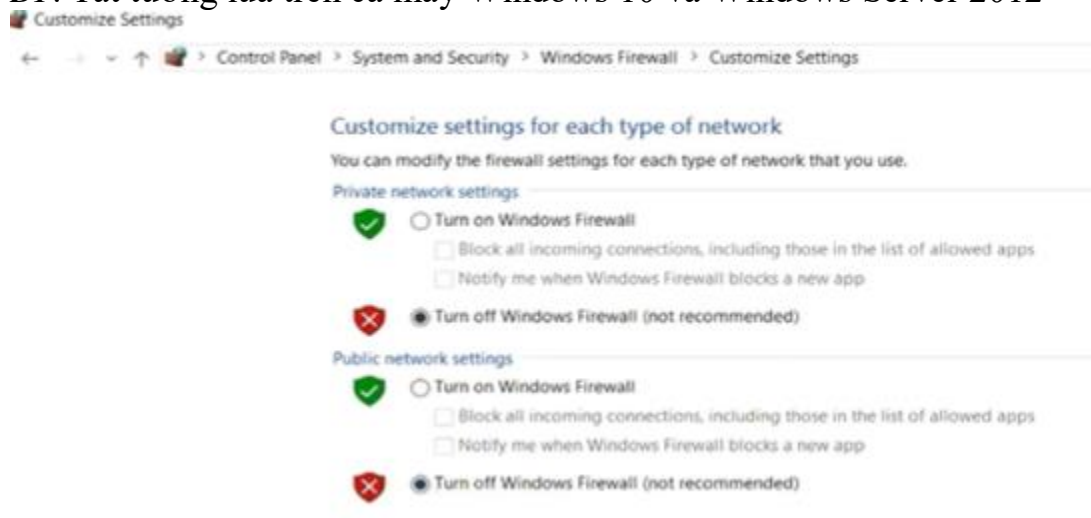 Customize Settings
Control Panel > System and Security > Windows Firewall > Customize Settings
Customize settings for each type of network
You can modify the firewall settings for each type of network that you use.
Private network settings
Turn on Windows Firewall
Block all incoming connections, including those in the list of allowed apps
Notify me when Windows Firewall blocks a new app
Turn off Windows Firewall (not recommended)
Public network settings
Turn on Windows Firewall
Block all incoming connections, including those in the list of allowed apps
Notify me when Windows Firewall blocks a new app
Turn off Windows Firewall (not recommended)